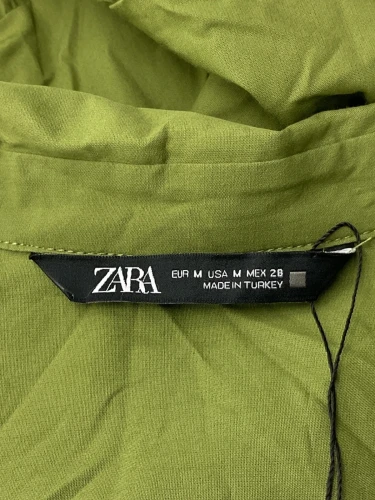 ZARA
EUR M USA M MEX 28
MADE IN TURKEY